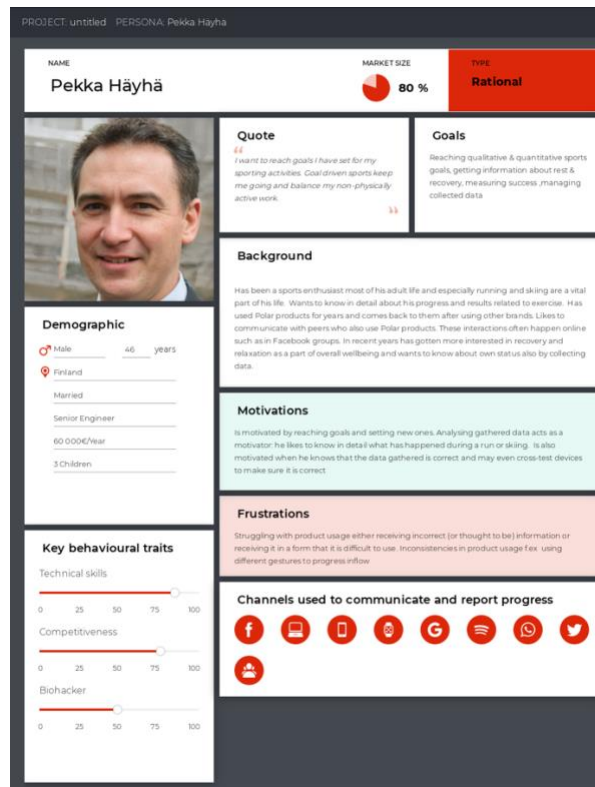 PROJECT: untitled PERSONA: Pekka Häyhä
NAME
Pekka Häyhä
MARKET SIZE
80 %
TYPE
Rational
Quote
I want to reach goals I have set for my
sporting activities. Goal driven sports keep
me going and balance my non-physically
active work.
Goals
Reaching qualitative & quantitative sports
goals, getting information about rest &
recovery, measuring success ,managing
collected data
Background
Has been a sports enthusiast most of his adult life and especially running and skiing are a vital
part of his life. Wants to know in detail about his progress and results related to exercise. Has
used Polar products for years and comes back to them after using other brands. Likes to
communicate with peers who also use Polar products. These interactions often happen online
such as in Facebook groups. In recent years has gotten more interested in recovery and
relaxation as a part of overall wellbeing and wants to know about own status also by collecting
data.
Demographic
Male 46 years
Finland
Married
Senior Engineer
60 000€/Year
3 Children
Motivations
Is motivated by reaching goals and setting new ones. Analysing gathered data acts as a
motivator: he likes to know in detail what has happened during a run or skiing. Is also
motivated when he knows that the data gathered is correct and may even cross-test devices
to make sure it is correct
Frustrations
Struggling with product usage either receiving incorrect (or thought to be) information or
receiving it in a form that it is difficult to use. Inconsistencies in product usage f.ex using
different gestures to progress inflow
Key behavioural traits
Technical skills
0 25 50 75 100
Competitiveness
0 25 50 75 100
Biohacker
0 25 50 75 100
Channels used to communicate and report progress